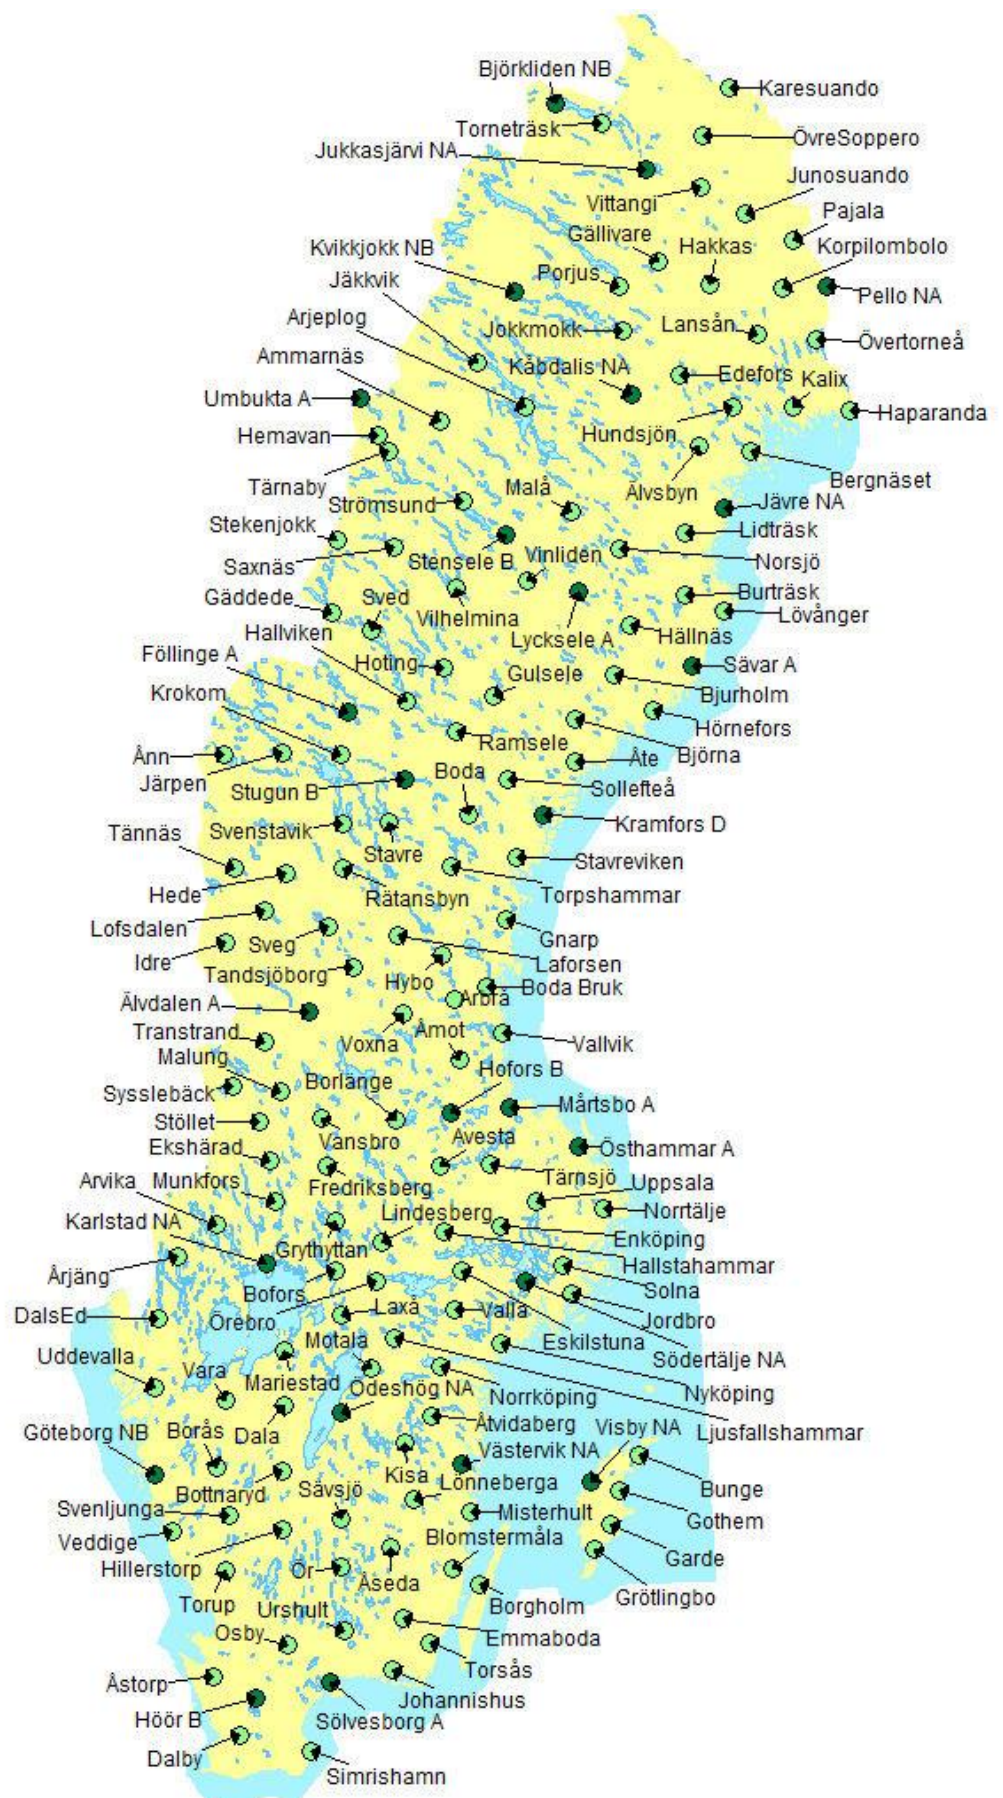 Björkliden NB
Karesuando
Torneträsk
ÖvreSoppero
Jukkasjärvi NA
Junosuando
Vittangi
Pajala
Gällivare
Hakkas
Korpilombolo
Kvikkjokk NB
Porjus
Pello NA
Jäkkvik
Arjeplog
Jokkmokk
Lansån
Övertorneå
Ammarnäs
Kåbdalis NA
Edefors
Kalix
Umbukta A
Haparanda
Hemavan
Hundsjön
Tärnaby
Älvsbyn
Bergnäset
Strömsund
Malå
Jävre NA
Stekenjokk
Lidträsk
Saxnäs
Stensele B
Vinliden
Norsjö
Gäddede
Sved
Vilhelmina
Burträsk
Lövånger
Hallviken
Lycksele A
Hällnäs
Föllinge A
Hoting
Gulsele
Sävar A
Krokom
Bjurholm
Hörnefors
Ånn
Ramsele
Björna
Järpen
Åte
Stugun B
Boda
Sollefteå
Svenstavik
Kramfors D
Tännäs
Stavre
Stavreviken
Hede
Rätansbyn
Torpshammar
Lofsdalen
Gnarp
Idre
Sveg
Laforsen
Tandsjöborg
Hybo
Boda Bruk
Älvdalen A
Arbrå
Transtrand
Voxna
Åmot
Vallvik
Malung
Sysslebäck
Borlänge
Hofors B
Mårtsbo A
Stöllet
Vansbro
Avesta
Östhammar A
Ekshärad
Tärnsjö
Arvika
Munkfors
Fredriksberg
Uppsala
Karlstad NA
Lindesberg
Norrtälje
Grythyttan
Enköping
Årjäng
Hallstahammar
Bofors
Solna
DalsEd
Örebro
Laxå
Valla
Jordbro
Motala
Eskilstuna
Uddevalla
Vara
Mariestad
Ödeshög NA
Södertälje NA
Norrköping
Nyköping
Göteborg NB
Borås
Dala
Åtvidaberg
Visby NA
Ljusfallshammar
Kisa
Västervik NA
Bottnaryd
Sävsjö
Lönneberga
Bunge
Svenljunga
Misterhult
Gothem
Veddige
Blomstermåla
Garde
Hillerstorp
Ör
Åseda
Grötlingbo
Torup
Urshult
Borgholm
Osby
Emmaboda
Torsås
Åstorp
Johannishus
Höör B
Sölvesborg A
Dalby
Simrishamn